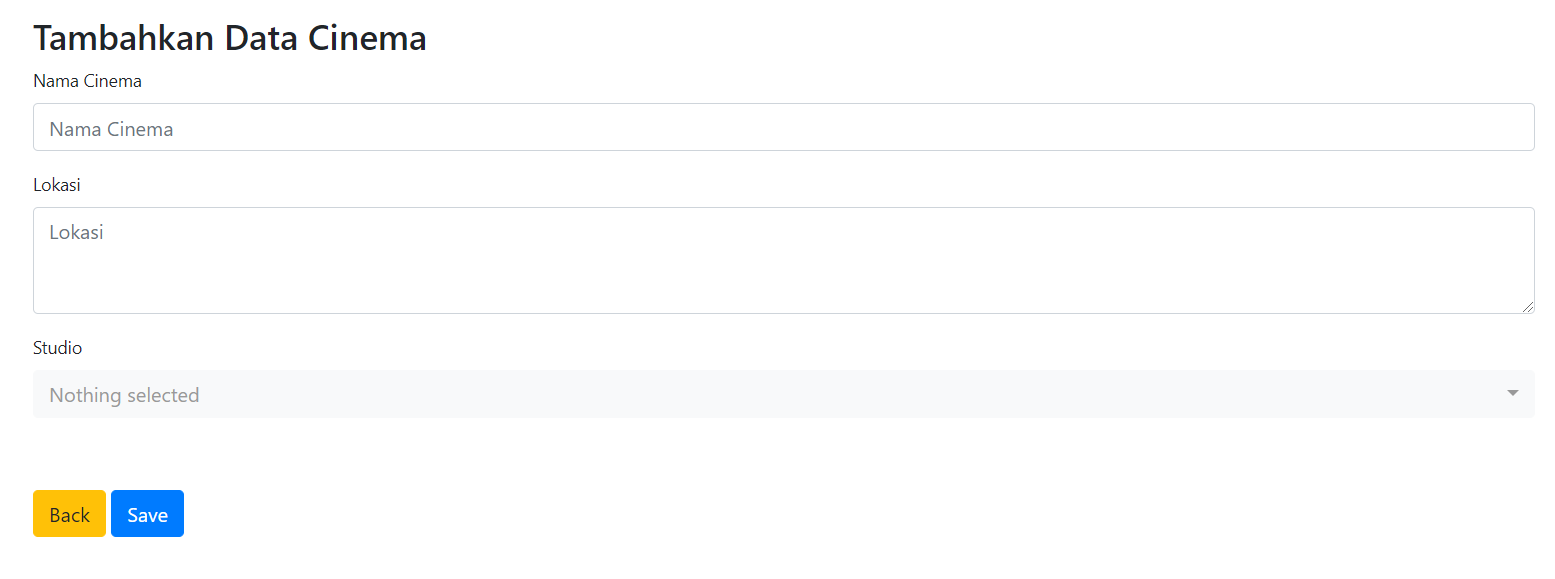 Tambahkan Data Cinema
Nama Cinema
Nama Cinema
Lokasi
Lokasi
Studio
Nothing selected
Back Save